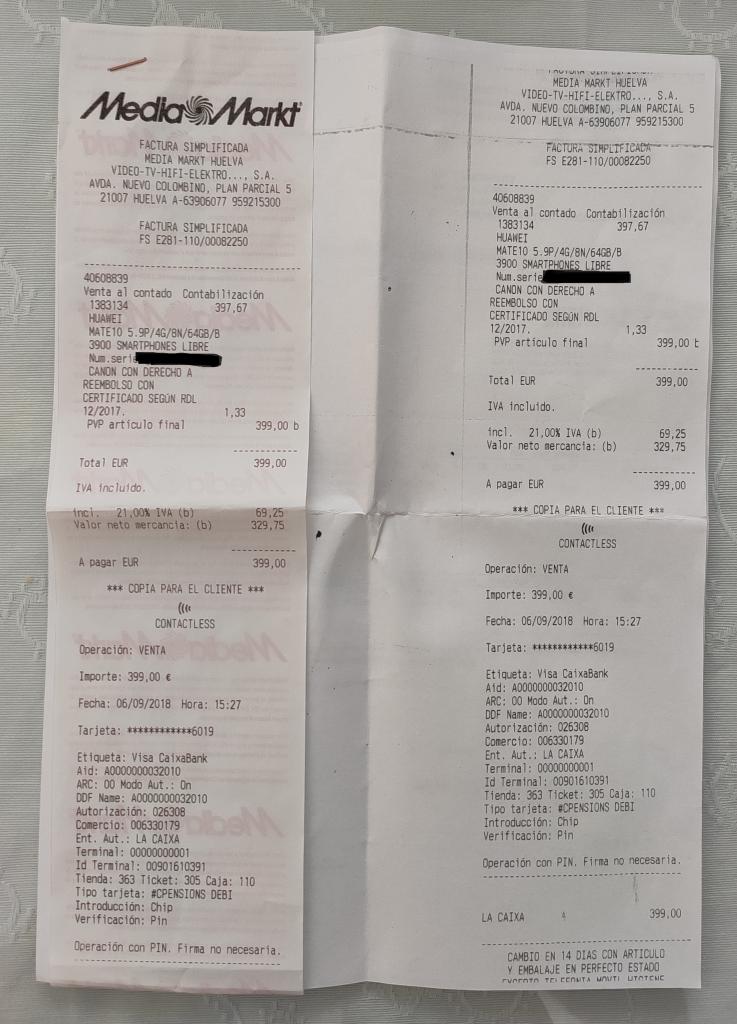 Media Markt
FACTURA SIMPLIFICADA
MEDIA MARKT HUELVA
VIDEO-TV-HIFI-ELEKTRO..., S.A.
AVDA. NUEVO COLOMBINO, PLAN PARCIAL 5
21007 HUELVA A-63906077 959215300
FACTURA SIMPLIFICADA
FS E281-110/00082250
40608839
Venta al contado Contabilización
1383134 397,67
HUAWEI
MATE10 5.9P/4G/8N/64GB/B
3900 SMARTPHONES LIBRE
Num.serie
CANON CON DERECHO A
REEMBOLSO CON
CERTIFICADO SEGÚN RDL
12/2017. 1,33
PVP artículo final 399,00 b
Total EUR 399,00
IVA incluido.
incl. 21,00% IVA (b) 69,25
Valor neto mercancia: (b) 329,75
A pagar EUR 399,00
*** COPIA PARA EL CLIENTE ***
CONTACTLESS
Operación: VENTA
Importe: 399,00 €
Fecha: 06/09/2018 Hora: 15:27
Tarjeta: ************6019
Etiqueta: Visa CaixaBank
Aid: A0000000032010
ARC: 00 Modo Aut.: On
DDF Name: A0000000032010
Autorización: 026308
Comercio: 006330179
Ent. Aut.: LA CAIXA
Terminal: 00000000001
Id Terminal: 00901610391
Tienda: 363 Ticket: 305 Caja: 110
Tipo tarjeta: #CPENSIONS DEBI
Introducción: Chip
Verificación: Pin
Operación con PIN. Firma no necesaria.
MEDIA MARKT HUELVA
VIDEO-TV-HIFI-ELEKTRO..., S.A.
AVDA. NUEVO COLOMBINO, PLAN PARCIAL 5
21007 HUELVA A-63906077 959215300
FACTURA SIMPLIFICADA
FS E281-110/00082250
40608839
Venta al contado Contabilización
1383134 397,67
HUAWEI
MATE10 5.9P/4G/8N/64GB/B
3900 SMARTPHONES LIBRE
Num.serie
CANON CON DERECHO A
REEMBOLSO CON
CERTIFICADO SEGÚN RDL
12/2017. 1,33
PVP artículo final 399,00 b
Total EUR 399,00
IVA incluido.
incl. 21,00% IVA (b) 69,25
Valor neto mercancia: (b) 329,75
A pagar EUR 399,00
*** COPIA PARA EL CLIENTE ***
CONTACTLESS
Operación: VENTA
Importe: 399,00 €
Fecha: 06/09/2018 Hora: 15:27
Tarjeta: ************6019
Etiqueta: Visa CaixaBank
Aid: A0000000032010
ARC: 00 Modo Aut.: On
DDF Name: A0000000032010
Autorización: 026308
Comercio: 006330179
Ent. Aut.: LA CAIXA
Terminal: 00000000001
Id Terminal: 00901610391
Tienda: 363 Ticket: 305 Caja: 110
Tipo tarjeta: #CPENSIONS DEBI
Introducción: Chip
Verificación: Pin
Operación con PIN. Firma no necesaria.
LA CAIXA 399,00
CAMBIO EN 14 DIAS CON ARTICULO
Y EMBALAJE EN PERFECTO ESTADO